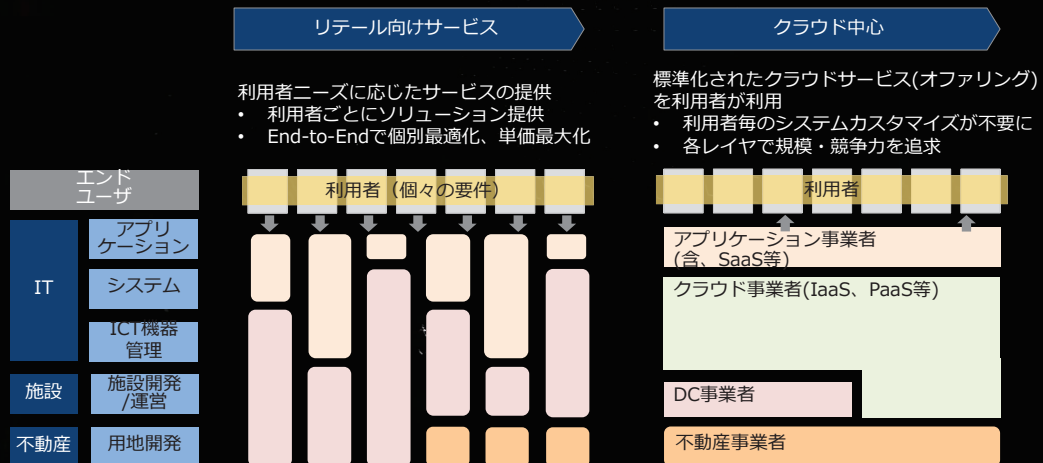 リテール向けサービス
クラウド中心
利用者ニーズに応じたサービスの提供
• 利用者ごとにソリューション提供
• End-to-Endで個別最適化、単価最大化
標準化されたクラウドサービス(オファリング)
を利用者が利用
• 利用者毎のシステムカスタマイズが不要に
• 各レイヤで規模・競争力を追求
エンド
ユーザ
利用者（個々の要件）
利用者
IT
アプリ
ケーション
システム
ICT機器
管理
施設
施設開発
/運営
不動産
用地開発
アプリケーション事業者
(含、SaaS等)
クラウド事業者(IaaS、PaaS等)
DC事業者
不動産事業者